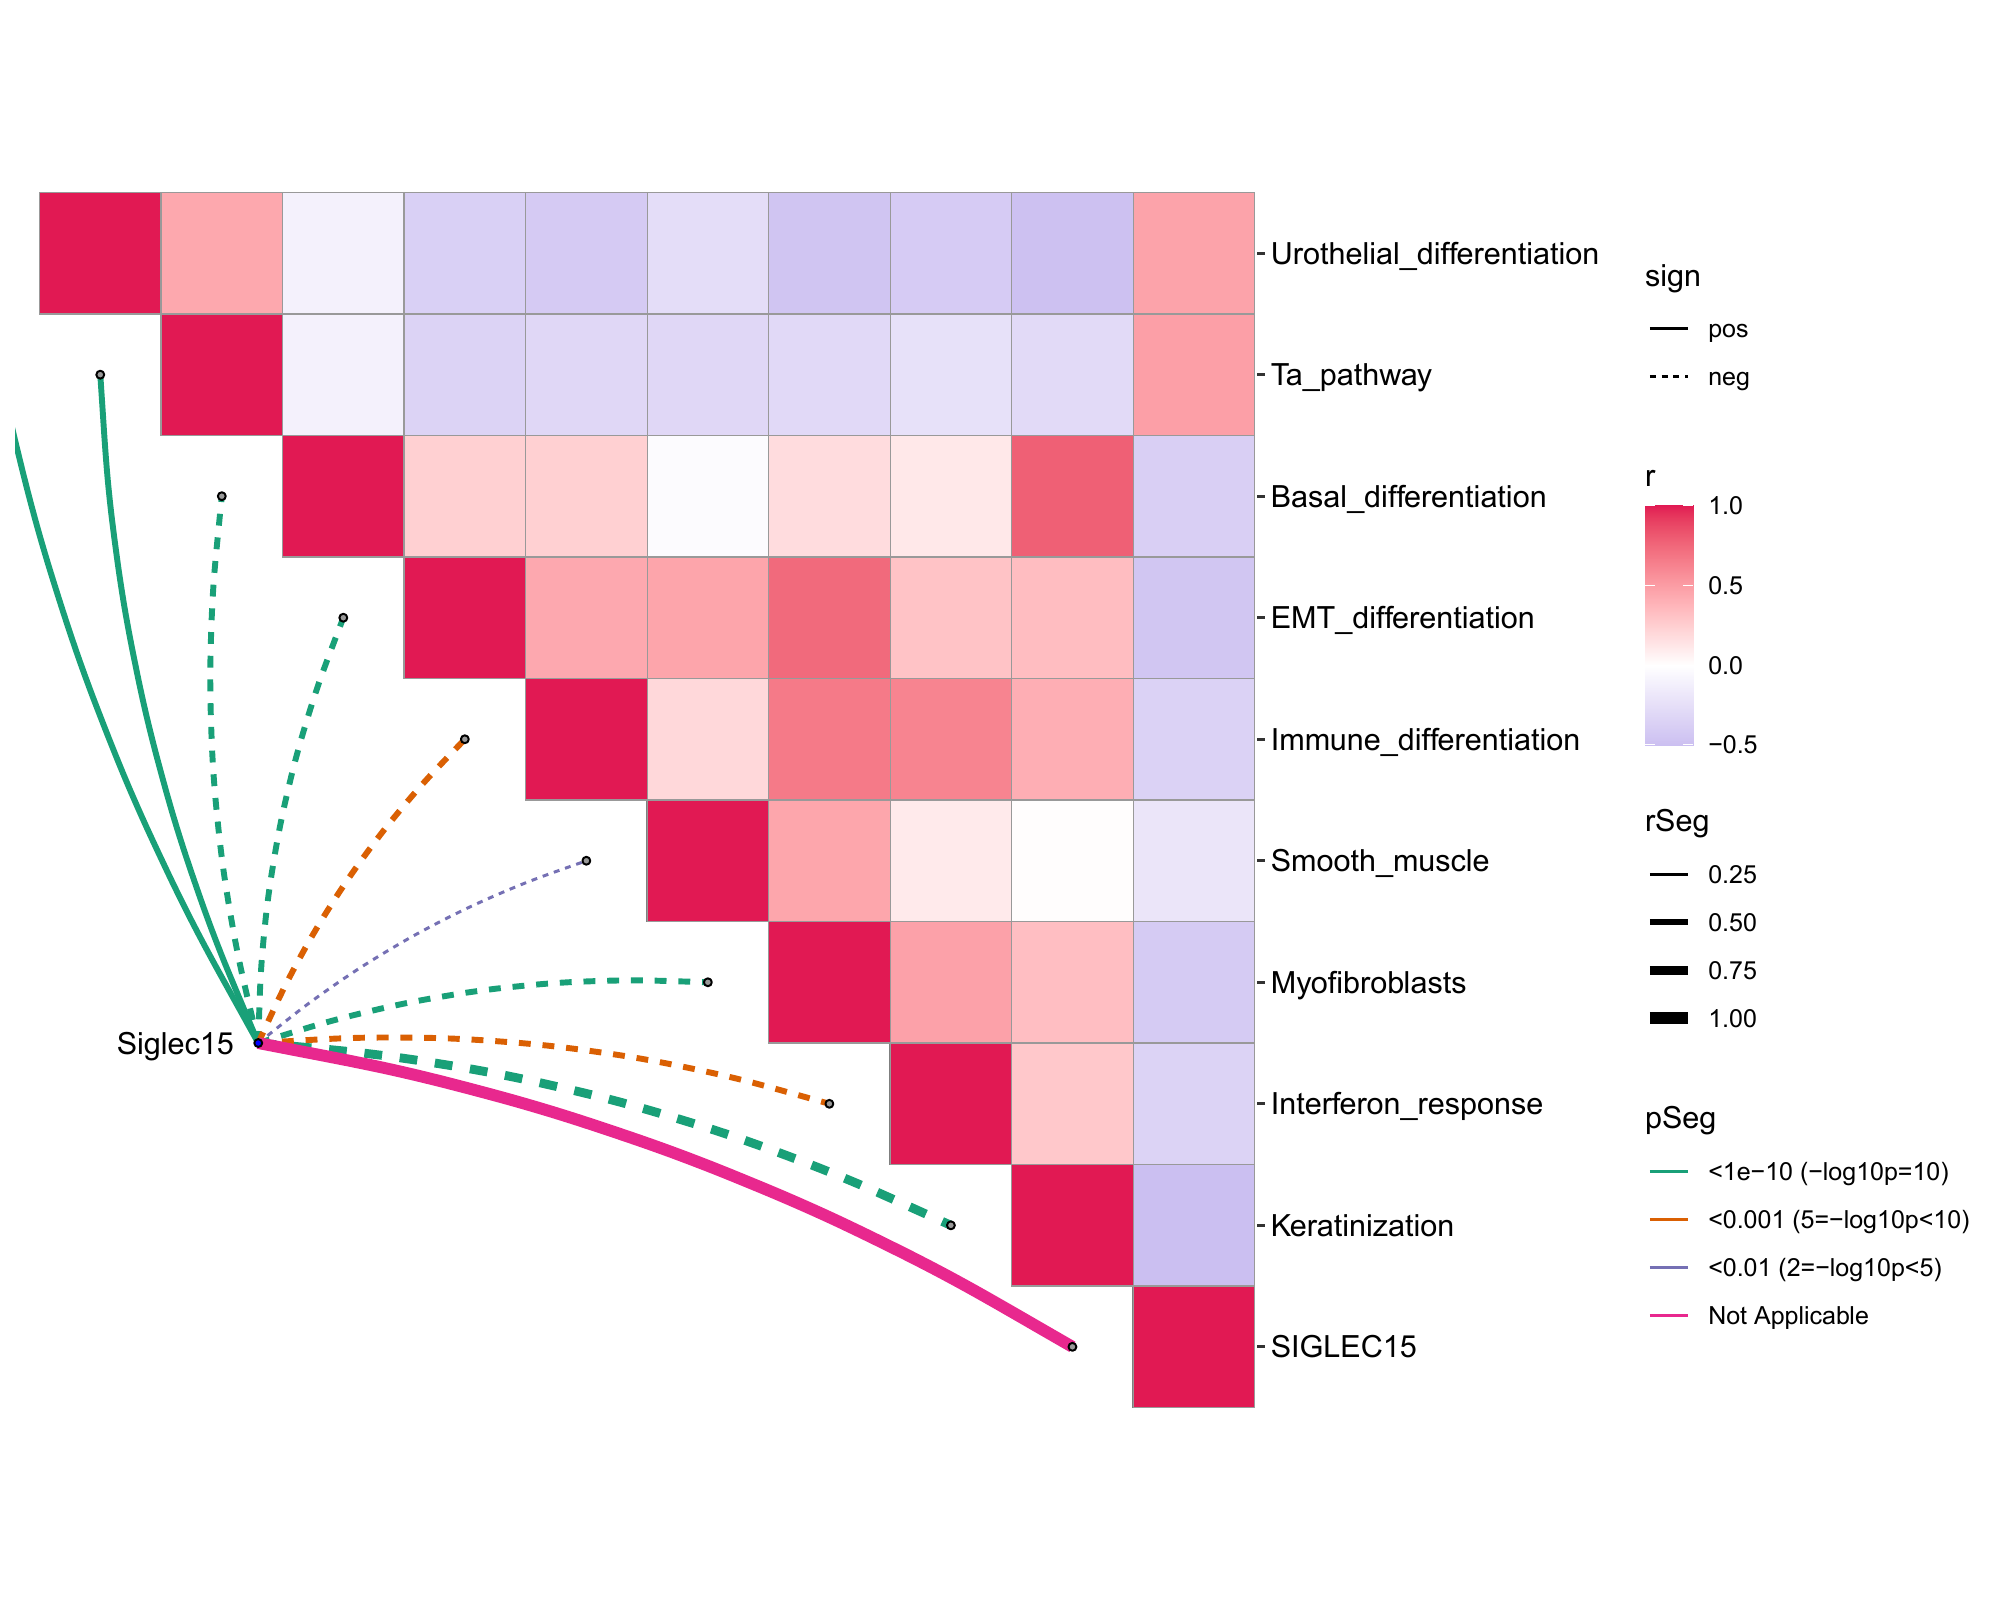 Urothelial_differentiation
Ta_pathway
Basal_differentiation
EMT_differentiation
Immune_differentiation
Smooth_muscle
Myofibroblasts
Interferon_response
Keratinization
SIGLEC15
Siglec15
sign
pos
neg
r
1.0
0.5
0.0
−0.5
rSeg
0.25
0.50
0.75
1.00
pSeg
<1e−10 (−log10p=10)
<0.001 (5=−log10p<10)
<0.01 (2=−log10p<5)
Not Applicable